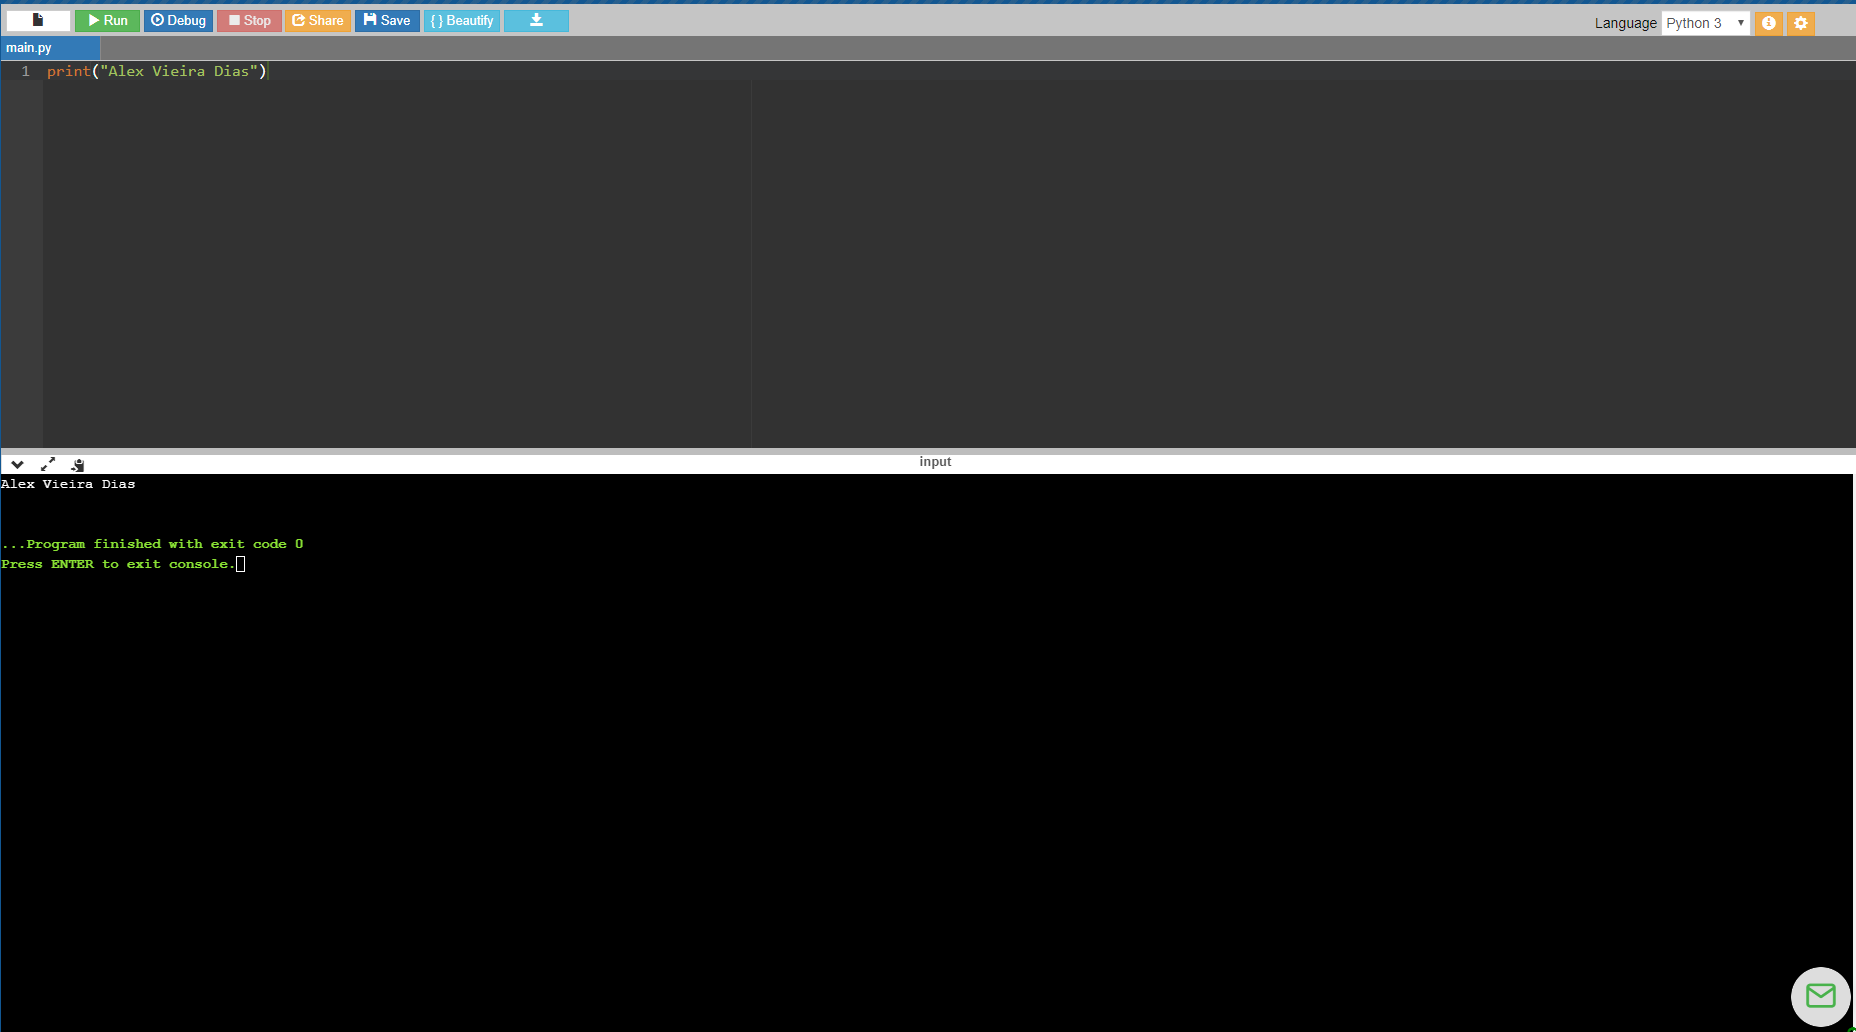 Run Debug Stop Share Save { } Beautify Language Python 3
main.py
1 print("Alex Vieira Dias")
input
Alex Vieira Dias
...Program finished with exit code 0
Press ENTER to exit console.